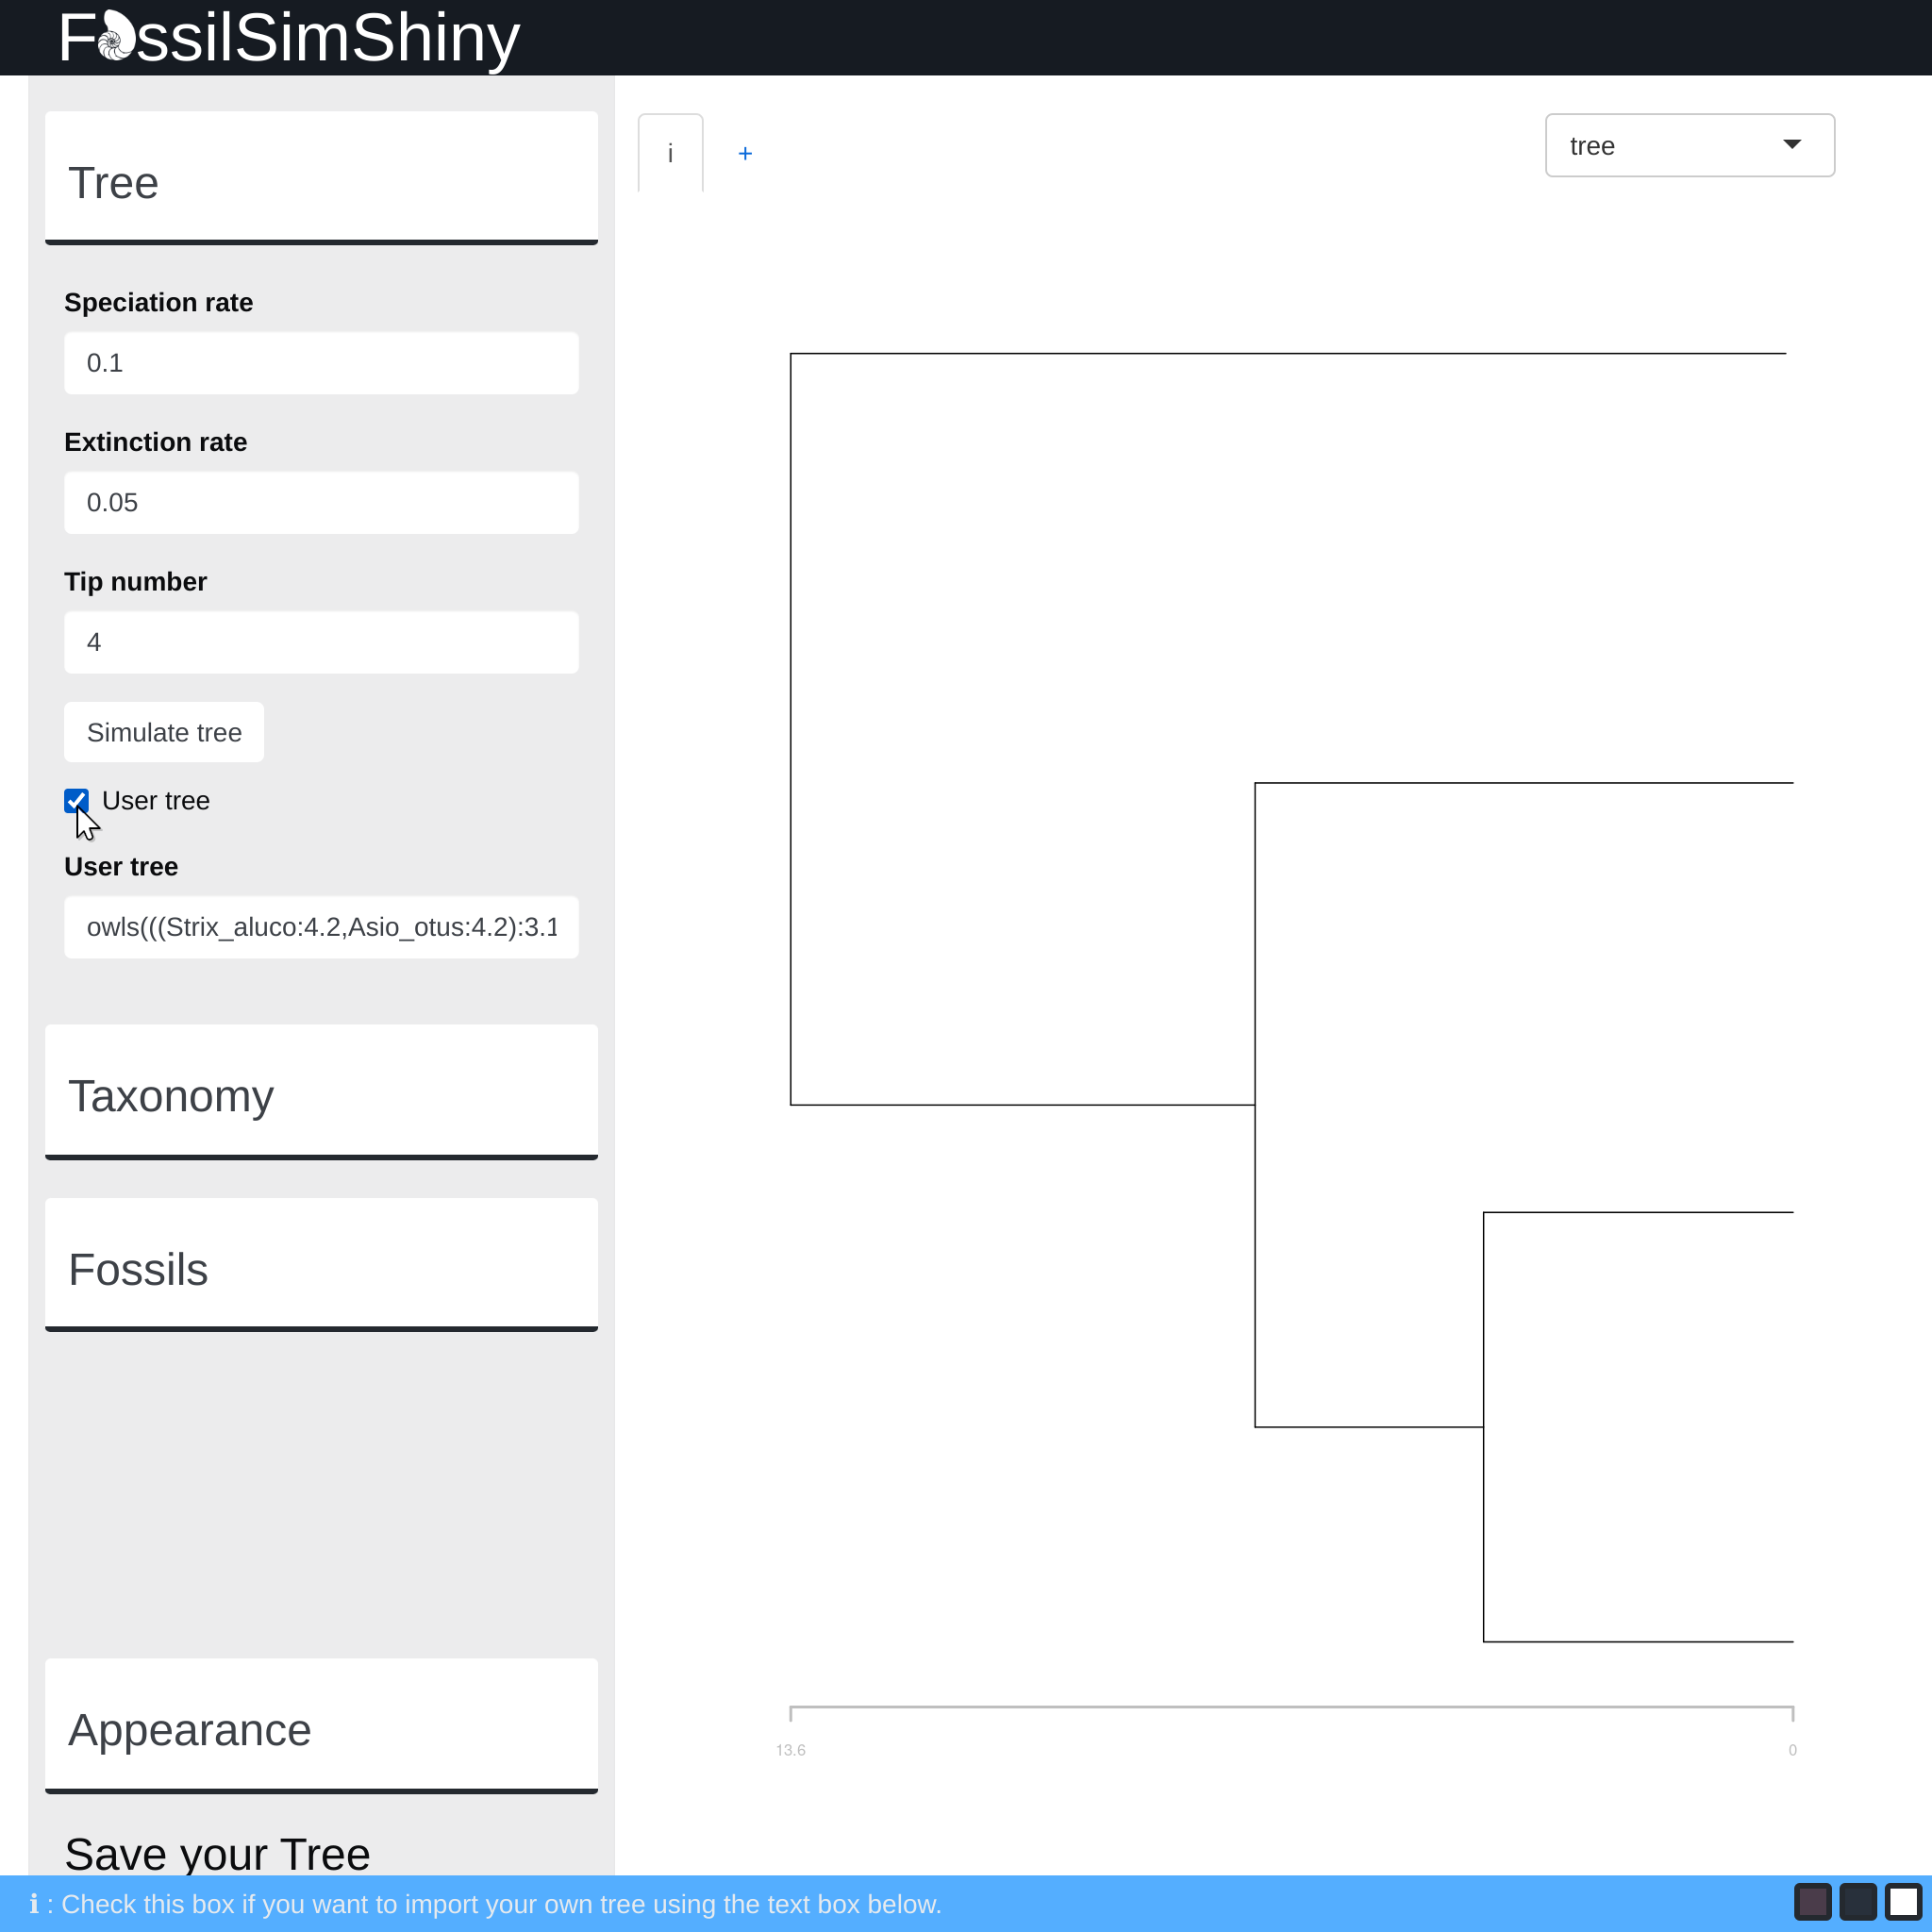 FossilSimShiny
Tree
Speciation rate
0.1
Extinction rate
0.05
Tip number
4
Simulate tree
User tree
User tree
owls(((Strix_aluco:4.2,Asio_otus:4.2):3.1
Taxonomy
Fossils
Appearance
Save your Tree
i +
tree
13.6 0
i : Check this box if you want to import your own tree using the text box below.